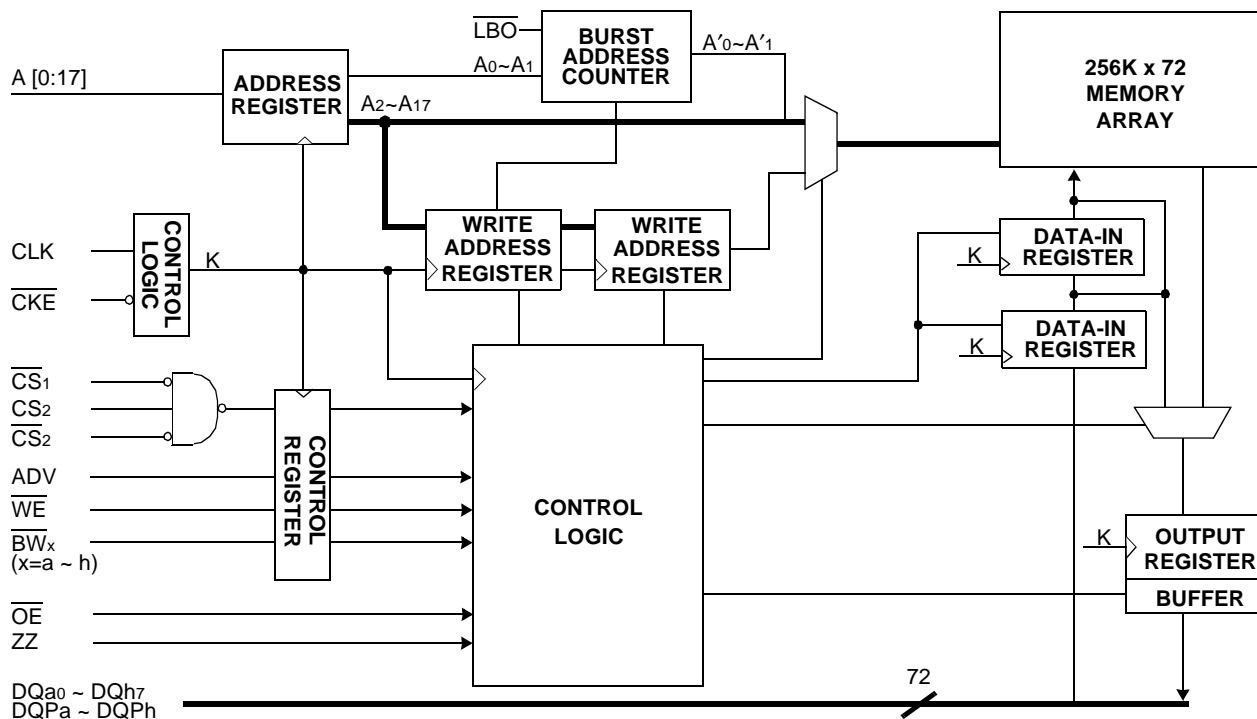 LBO
BURST
ADDRESS
COUNTER
A′0~A′1
256K x 72
MEMORY
ARRAY
A [0:17]
ADDRESS
REGISTER
A0~A1
A2~A17
WRITE
ADDRESS
REGISTER
WRITE
ADDRESS
REGISTER
DATA-IN
REGISTER
K
DATA-IN
REGISTER
K
CLK
CKE
CONTROL
LOGIC
K
CS1
CS2
CS2
ADV
WE
BWx
(x=a ~ h)
OE
ZZ
CONTROL
REGISTER
CONTROL
LOGIC
K
OUTPUT
REGISTER
BUFFER
DQa0 ~ DQh7
DQPa ~ DQPh
72